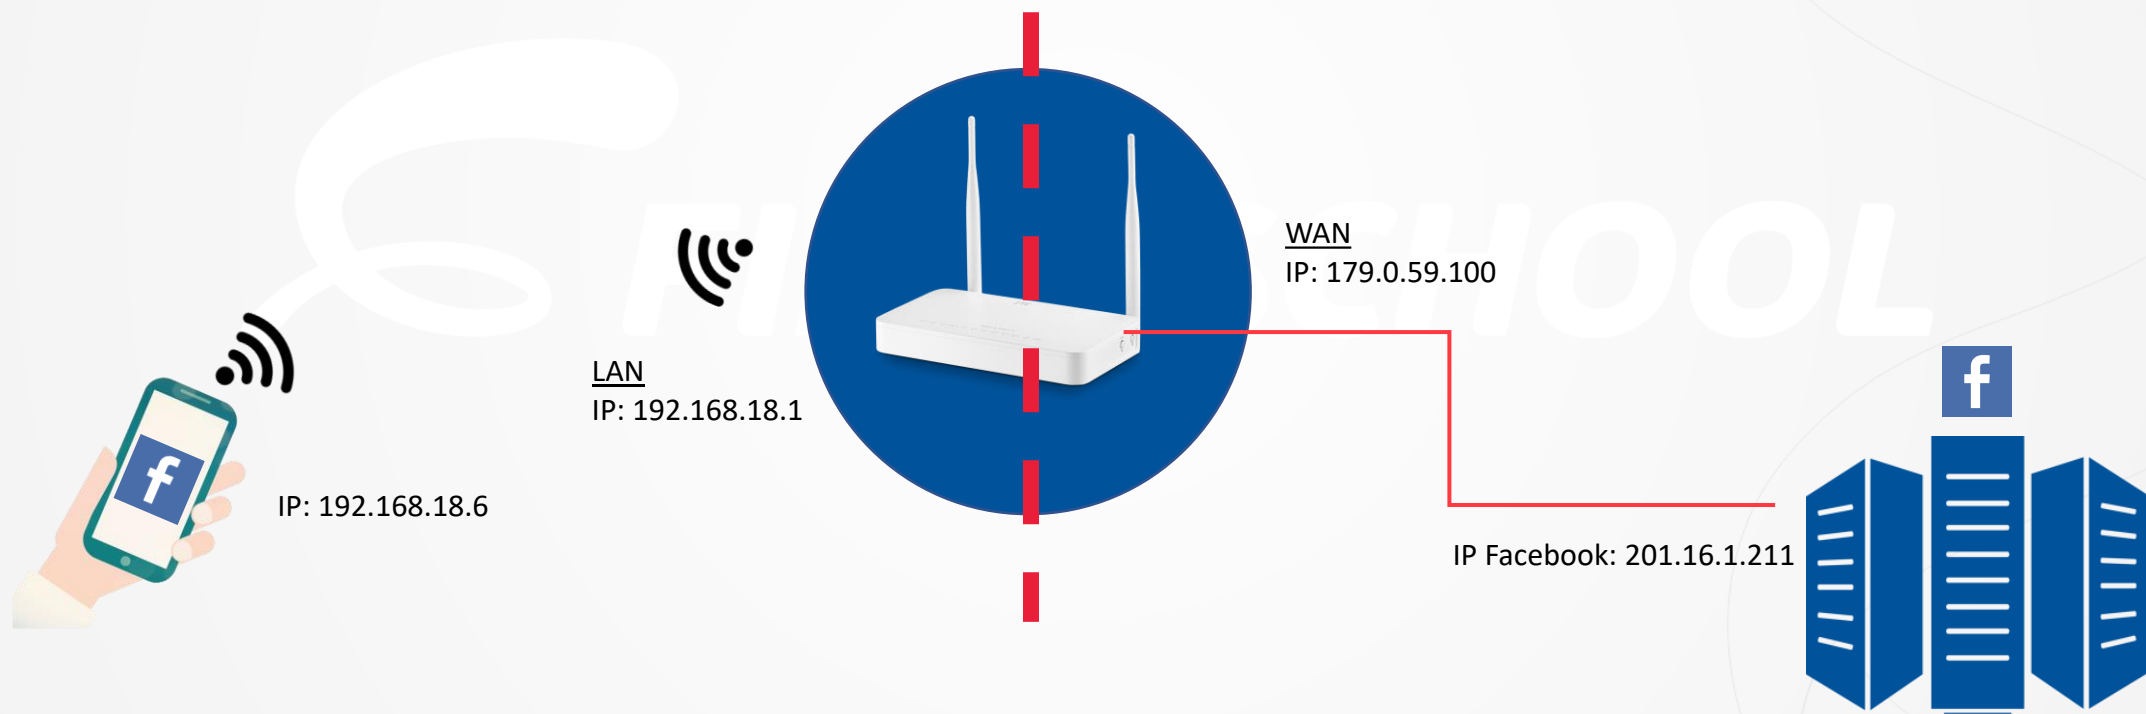 WAN
IP: 179.0.59.100
LAN
IP: 192.168.18.1
IP: 192.168.18.6
IP Facebook: 201.16.1.211
f
f
SCHOOL